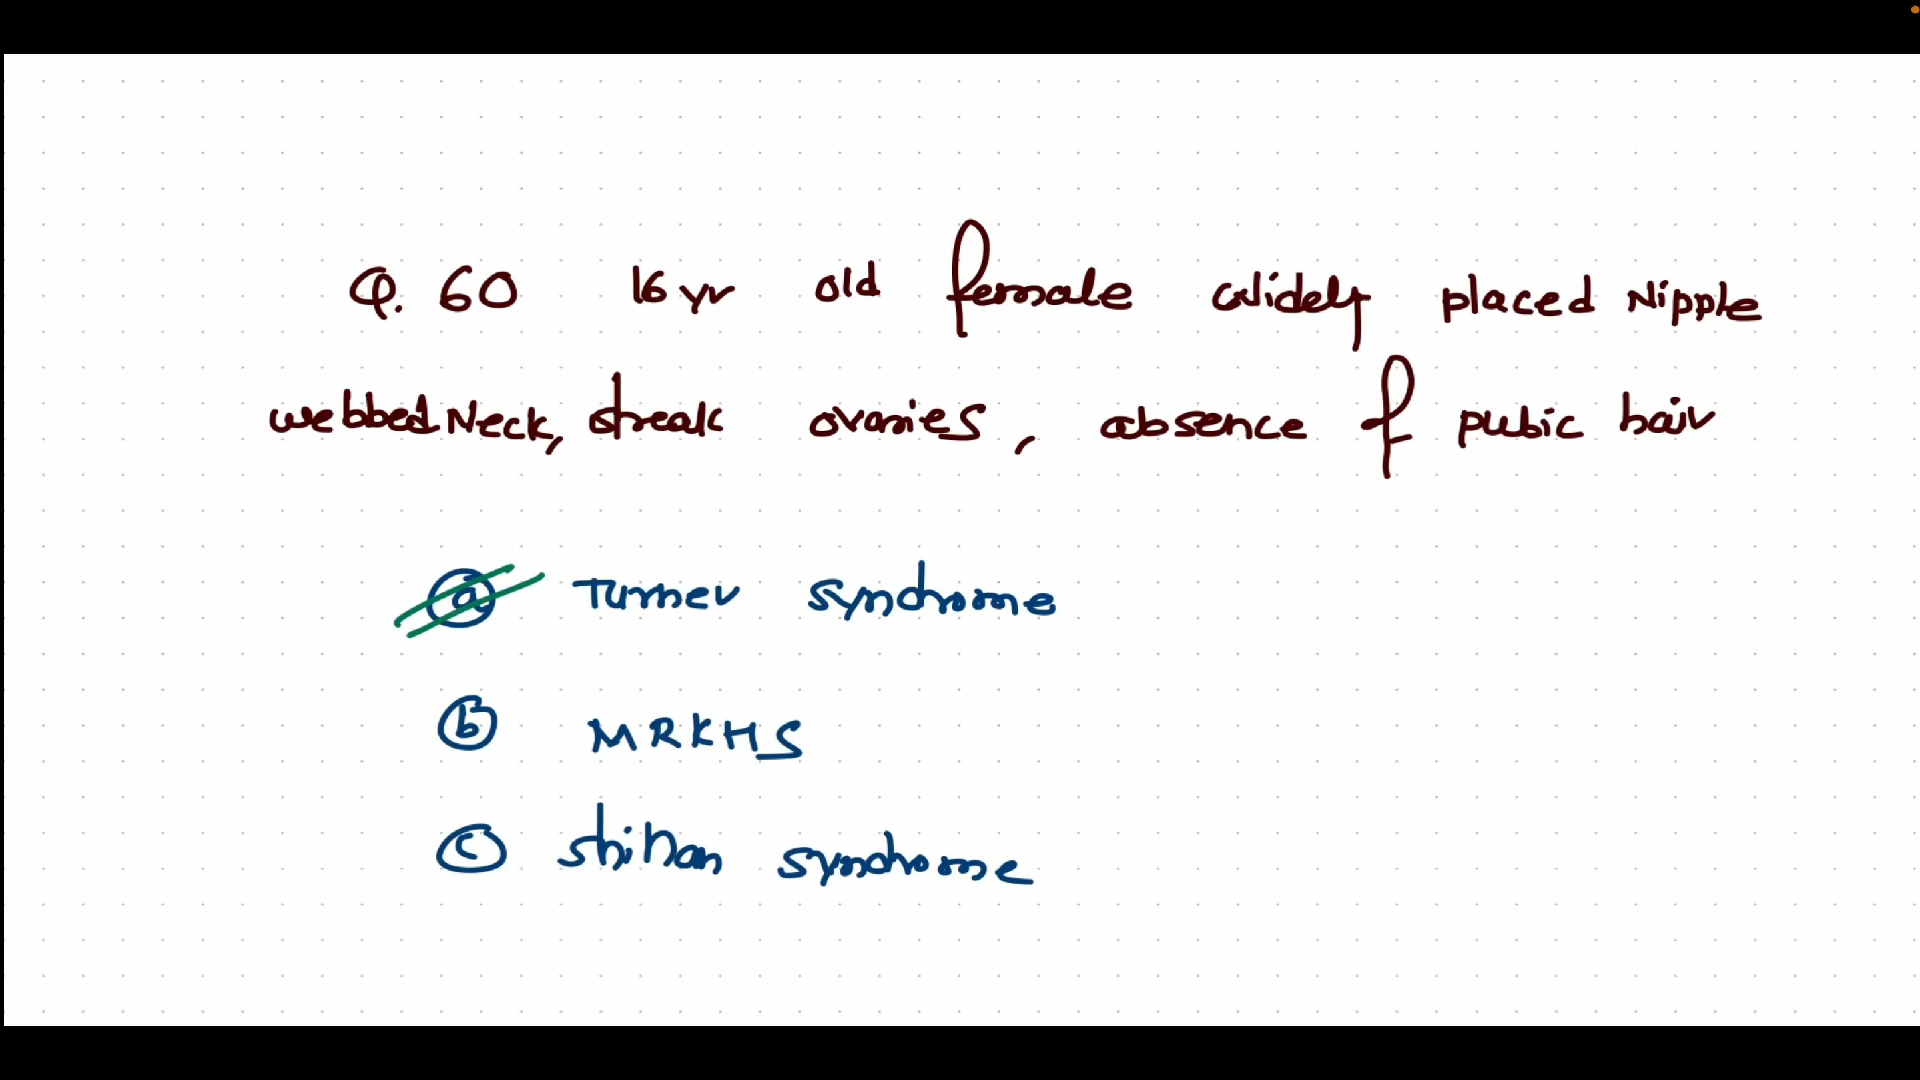 Q. 60 16 yr old female widely placed Nipple
webbed Neck, streak ovaries, absence of pubic hair
a Turner syndrome
b MRKHS
c shihan syndrome